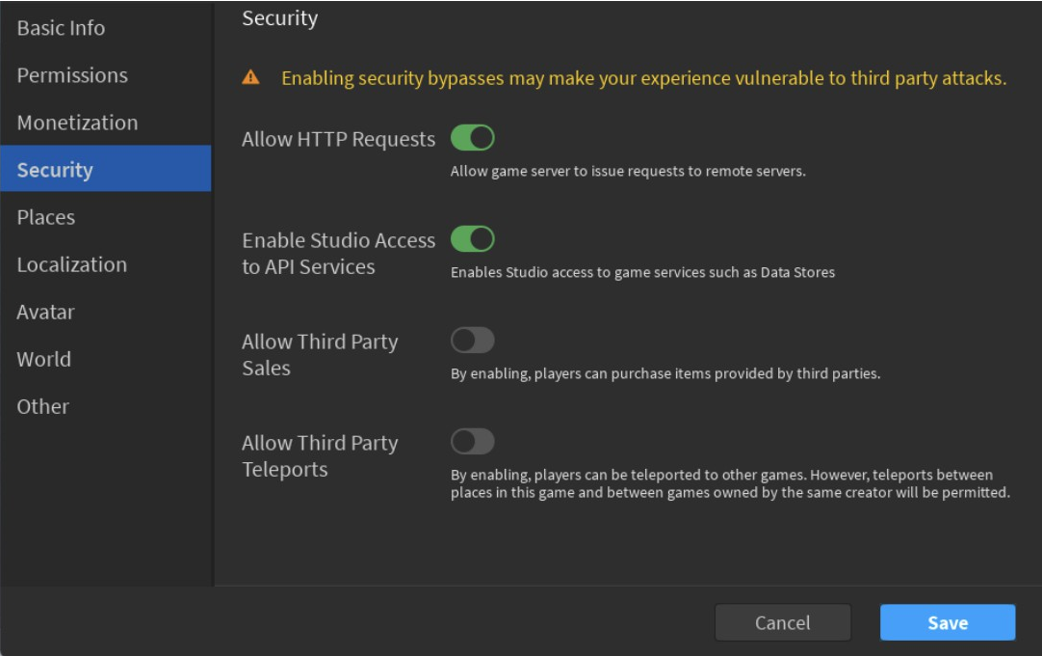 Basic Info
Permissions
Monetization
Security
Places
Localization
Avatar
World
Other
Security
Enabling security bypasses may make your experience vulnerable to third party attacks.
Allow HTTP Requests
Allow game server to issue requests to remote servers.
Enable Studio Access
to API Services
Enables Studio access to game services such as Data Stores
Allow Third Party
Sales
By enabling, players can purchase items provided by third parties.
Allow Third Party
Teleports
By enabling, players can be teleported to other games. However, teleports between
places in this game and between games owned by the same creator will be permitted.
Cancel
Save